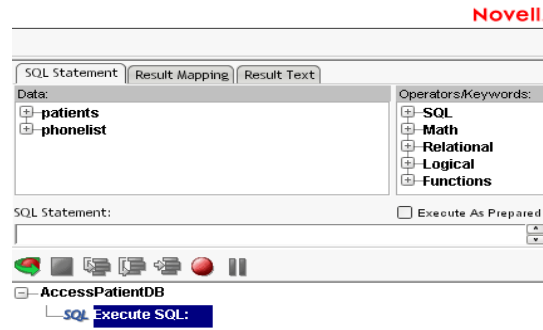 Novell
SQL Statement Result Mapping Result Text
Data: Operators/Keywords:
patients SQL
phonelist Math
Relational
Logical
Functions
SQL Statement: Execute As Prepared
AccessPatientDB
SQL Execute SQL: